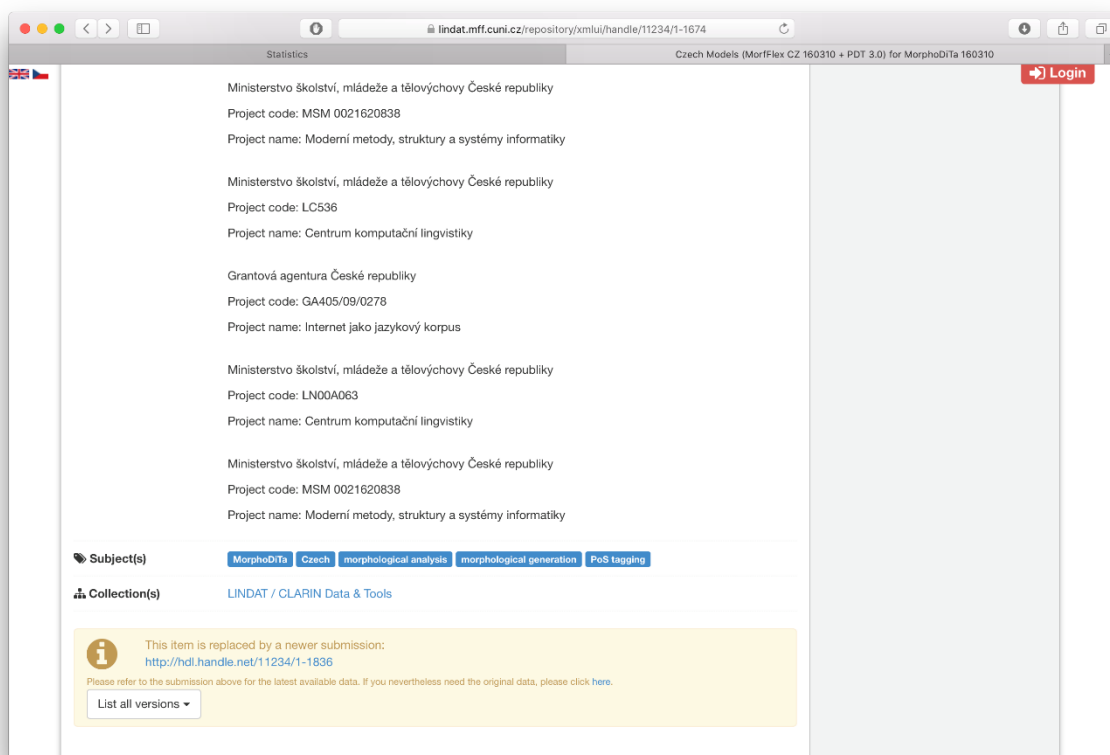 lindat.mff.cuni.cz/repository/xmlui/handle/11234/1-1674
Statistics
Czech Models (MorfFlex CZ 160310 + PDT 3.0) for MorphoDiTa 160310
Login
Ministerstvo školství, mládeže a tělovýchovy České republiky
Project code: MSM 0021620838
Project name: Moderní metody, struktury a systémy informatiky
Ministerstvo školství, mládeže a tělovýchovy České republiky
Project code: LC536
Project name: Centrum komputační lingvistiky
Grantová agentura České republiky
Project code: GA405/09/0278
Project name: Internet jako jazykový korpus
Ministerstvo školství, mládeže a tělovýchovy České republiky
Project code: LN00A063
Project name: Centrum komputační lingvistiky
Ministerstvo školství, mládeže a tělovýchovy České republiky
Project code: MSM 0021620838
Project name: Moderní metody, struktury a systémy informatiky
Subject(s) MorphoDiTa Czech morphological analysis morphological generation PoS tagging
Collection(s) LINDAT / CLARIN Data & Tools
This item is replaced by a newer submission:
http://hdl.handle.net/11234/1-1836
Please refer to the submission above for the latest available data. If you nevertheless need the original data, please click here.
List all versions